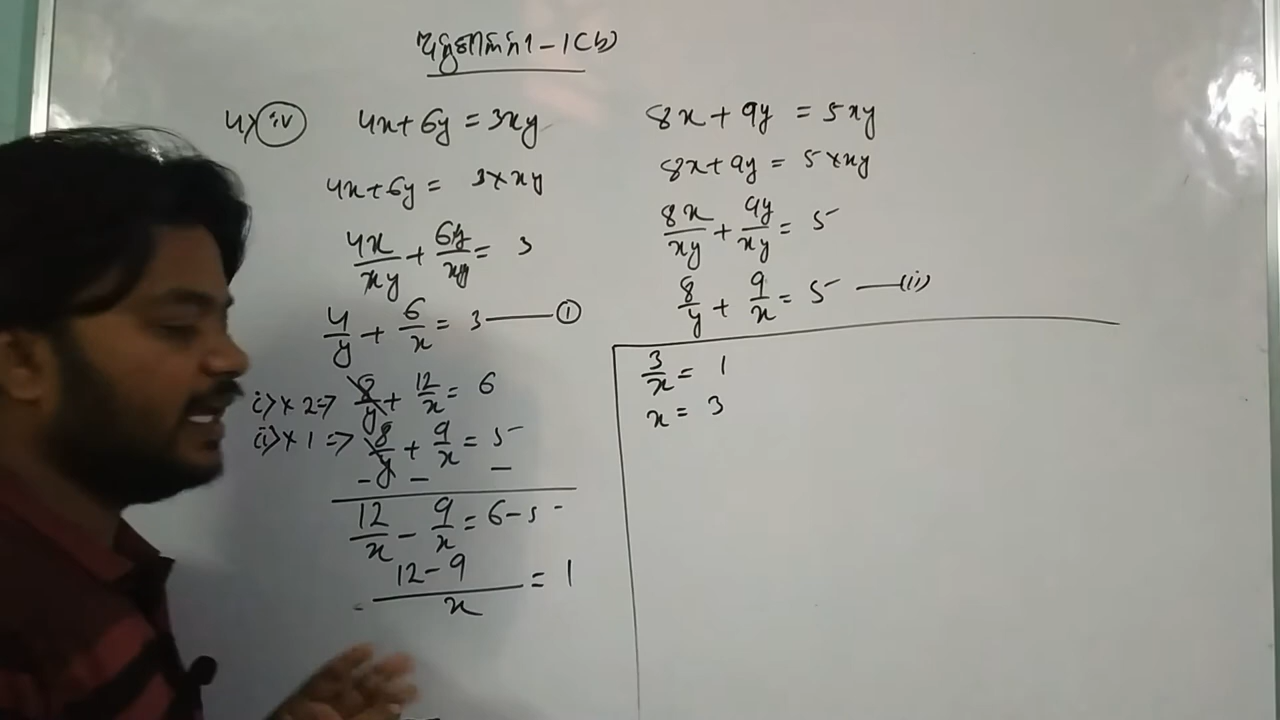 1-1(b)
4) iv 4x+6y = 3xy
4x+6y = 3×xy
4x/xy + 6y/xy = 3
4/y + 6/x = 3 —— ①
i)×2 => 8/y + 12/x = 6
(i)×1 => 8/y + 9/x = 5
- - -
12/x - 9/x = 6-5
12-9/x = 1
8x+9y = 5xy
8x+9y = 5×xy
8x/xy + 9y/xy = 5
8/y + 9/x = 5 ——(ii)
3/x = 1
x = 3